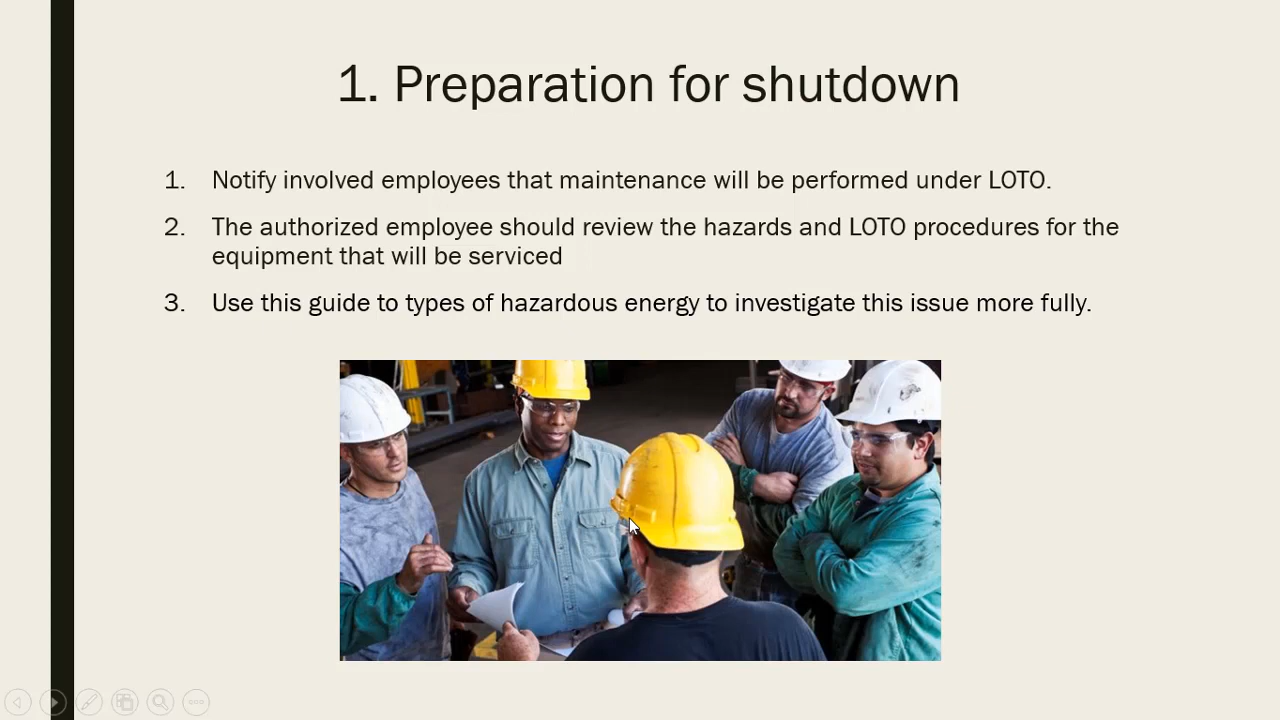 1. Preparation for shutdown
1. Notify involved employees that maintenance will be performed under LOTO.
2. The authorized employee should review the hazards and LOTO procedures for the
equipment that will be serviced
3. Use this guide to types of hazardous energy to investigate this issue more fully.